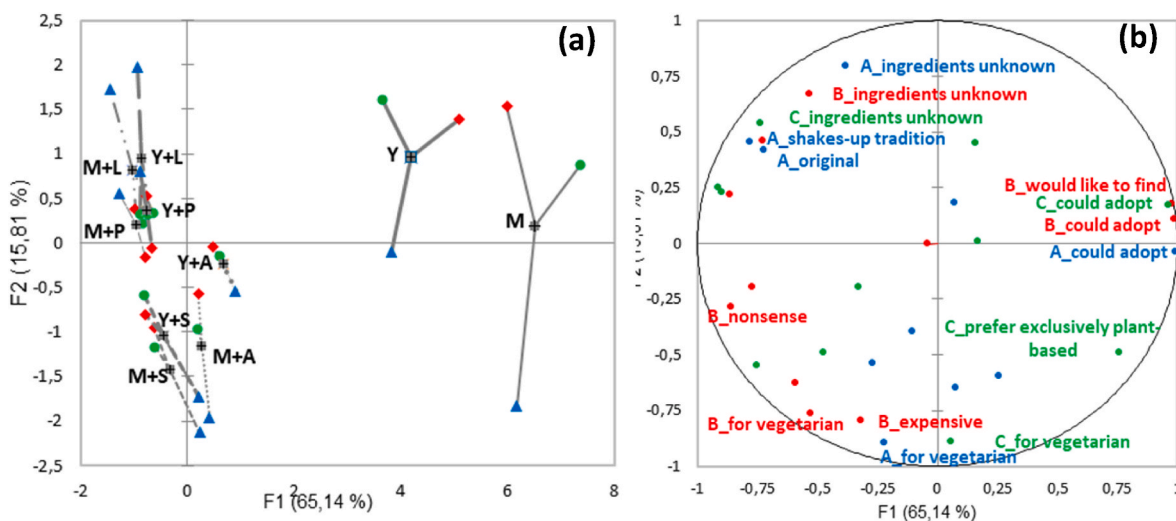 (a)
2,5
2
1,5
1
0,5
0
-0,5
-1
-1,5
-2
-2,5
F2 (15,81 %)
Y+L
M+L
Y+P
M+P
Y
M
Y+A
Y+S
M+A
M+S
-2 0 2 4 6 8
F1 (65,14 %)
(b)
1
0,75
0,5
0,25
0
-0,25
-0,5
-0,75
-1
A_ingredients unknown
B_ingredients unknown
C_ingredients unknown
A_shakes-up tradition
A_original
B_would like to find
C_could adopt
B_could adopt
A_could adopt
B_nonsense
C_prefer exclusively plant-
based
B_for vegetarian
B_expensive
C_for vegetarian
A_for vegetarian
-1 -0,75 -0,5 -0,25 0 0,25 0,5 0,75
F1 (65,14 %)